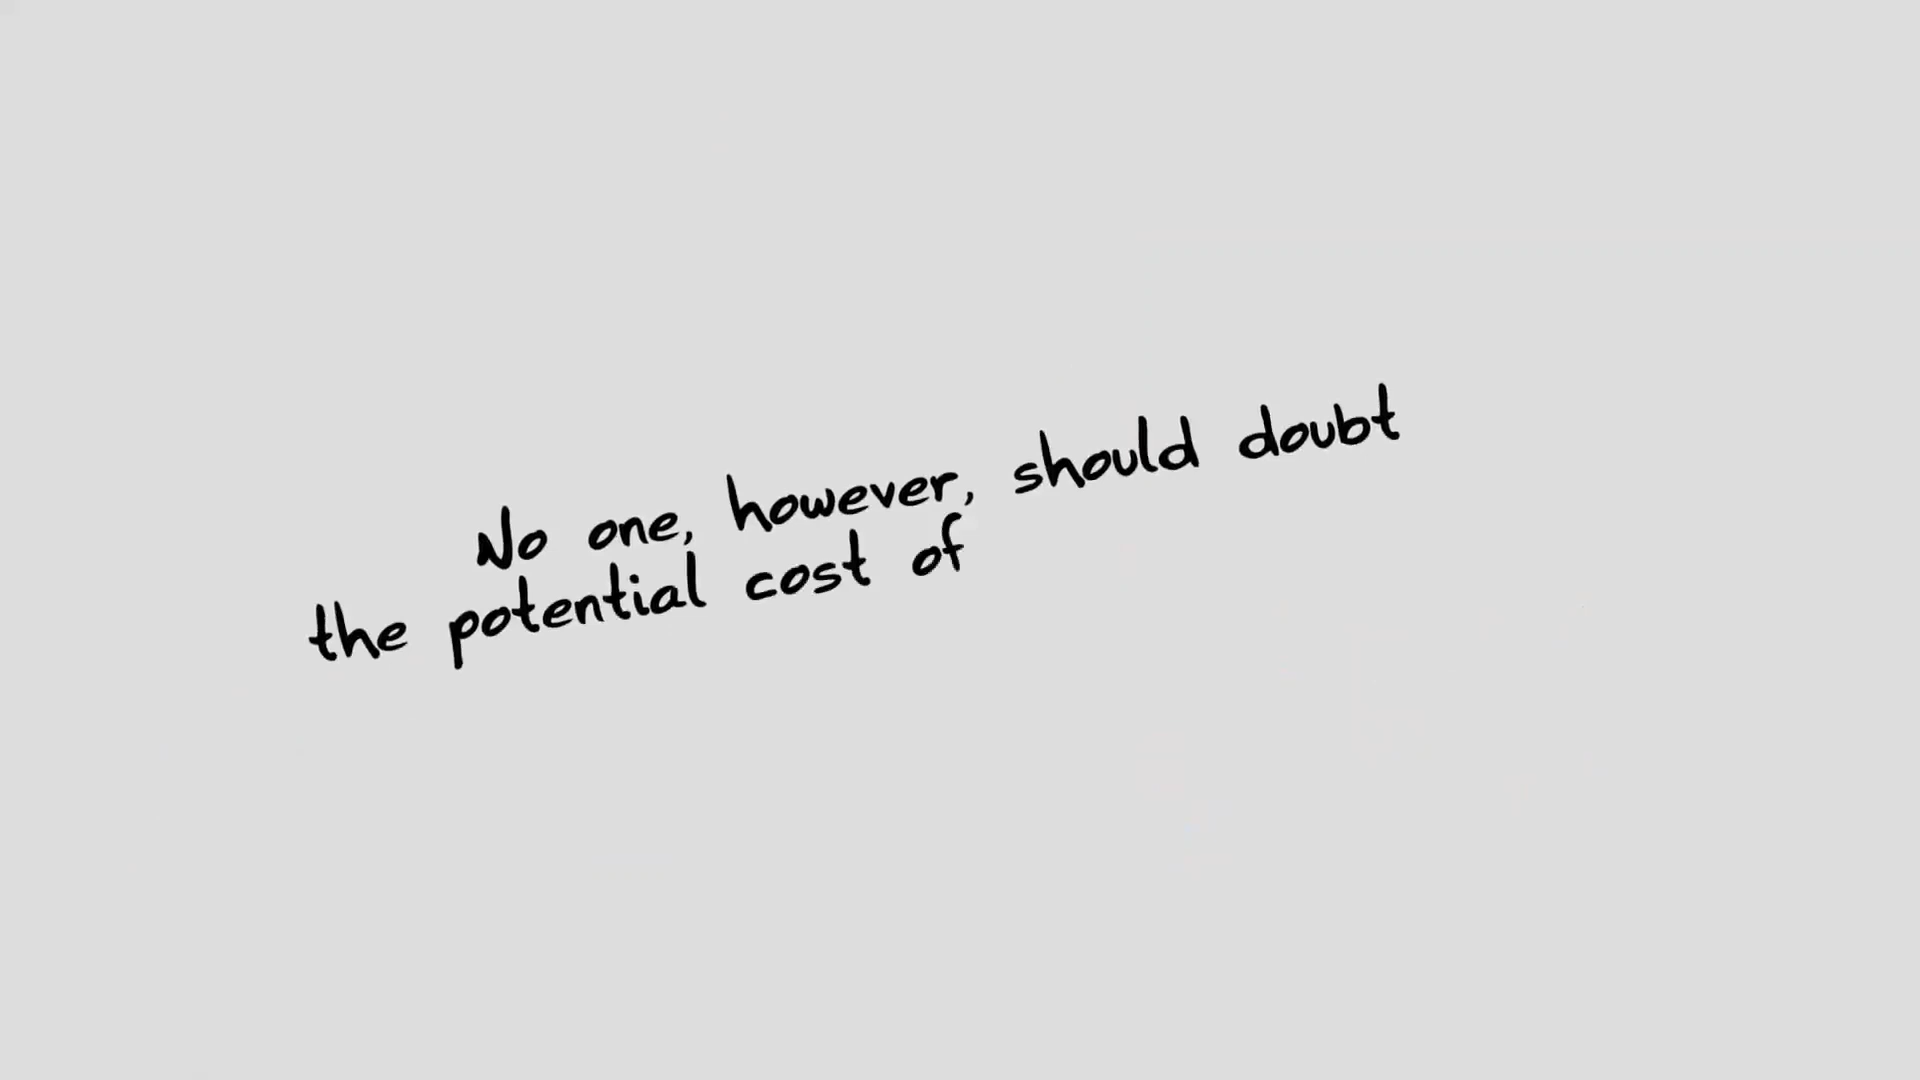 No one, however, should doubt
the potential cost of